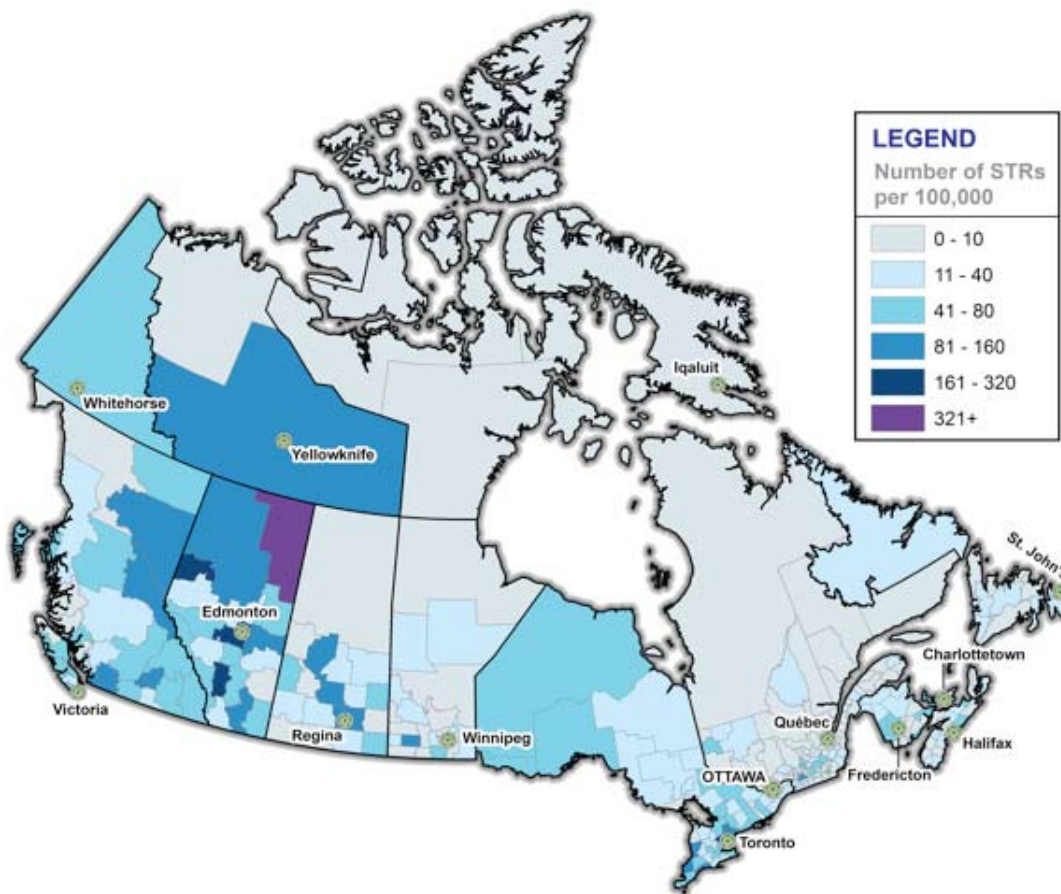 LEGEND
Number of STRs
per 100,000
0 - 10
11 - 40
41 - 80
81 - 160
161 - 320
321+
Iqaluit
Whitehorse
Yellowknife
St. John'
Edmonton
Charlottetown
Victoria
Regina
Winnipeg
Québec
Halifax
OTTAWA
Fredericton
Toronto